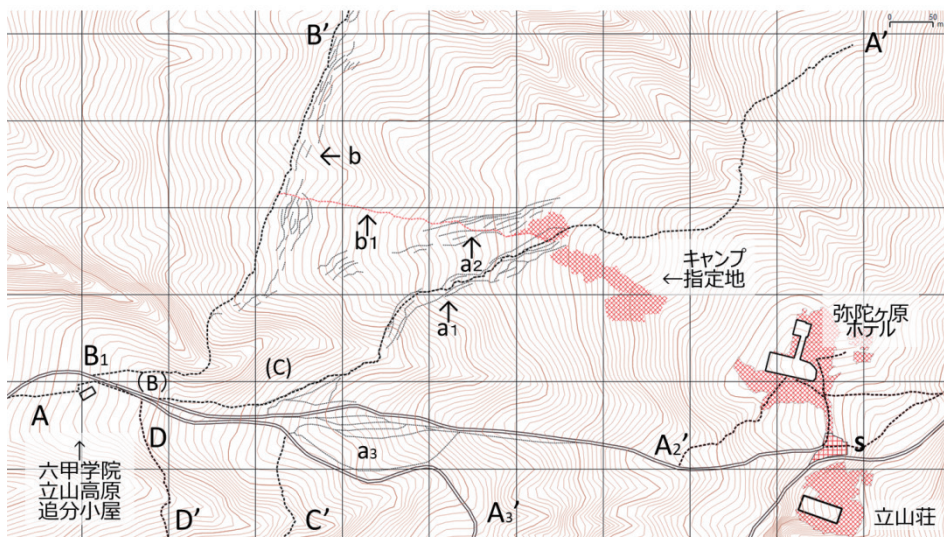 0 50
m
B'
A'
← b
↑
b1
↑
a2
キャンプ
←指定地
↑
a1
弥陀ヶ原
ホテル
B1
(B)
(C)
A
D
a3
A2'
s
↑
六甲学院
立山高原
追分小屋
D'
C'
A3'
立山荘